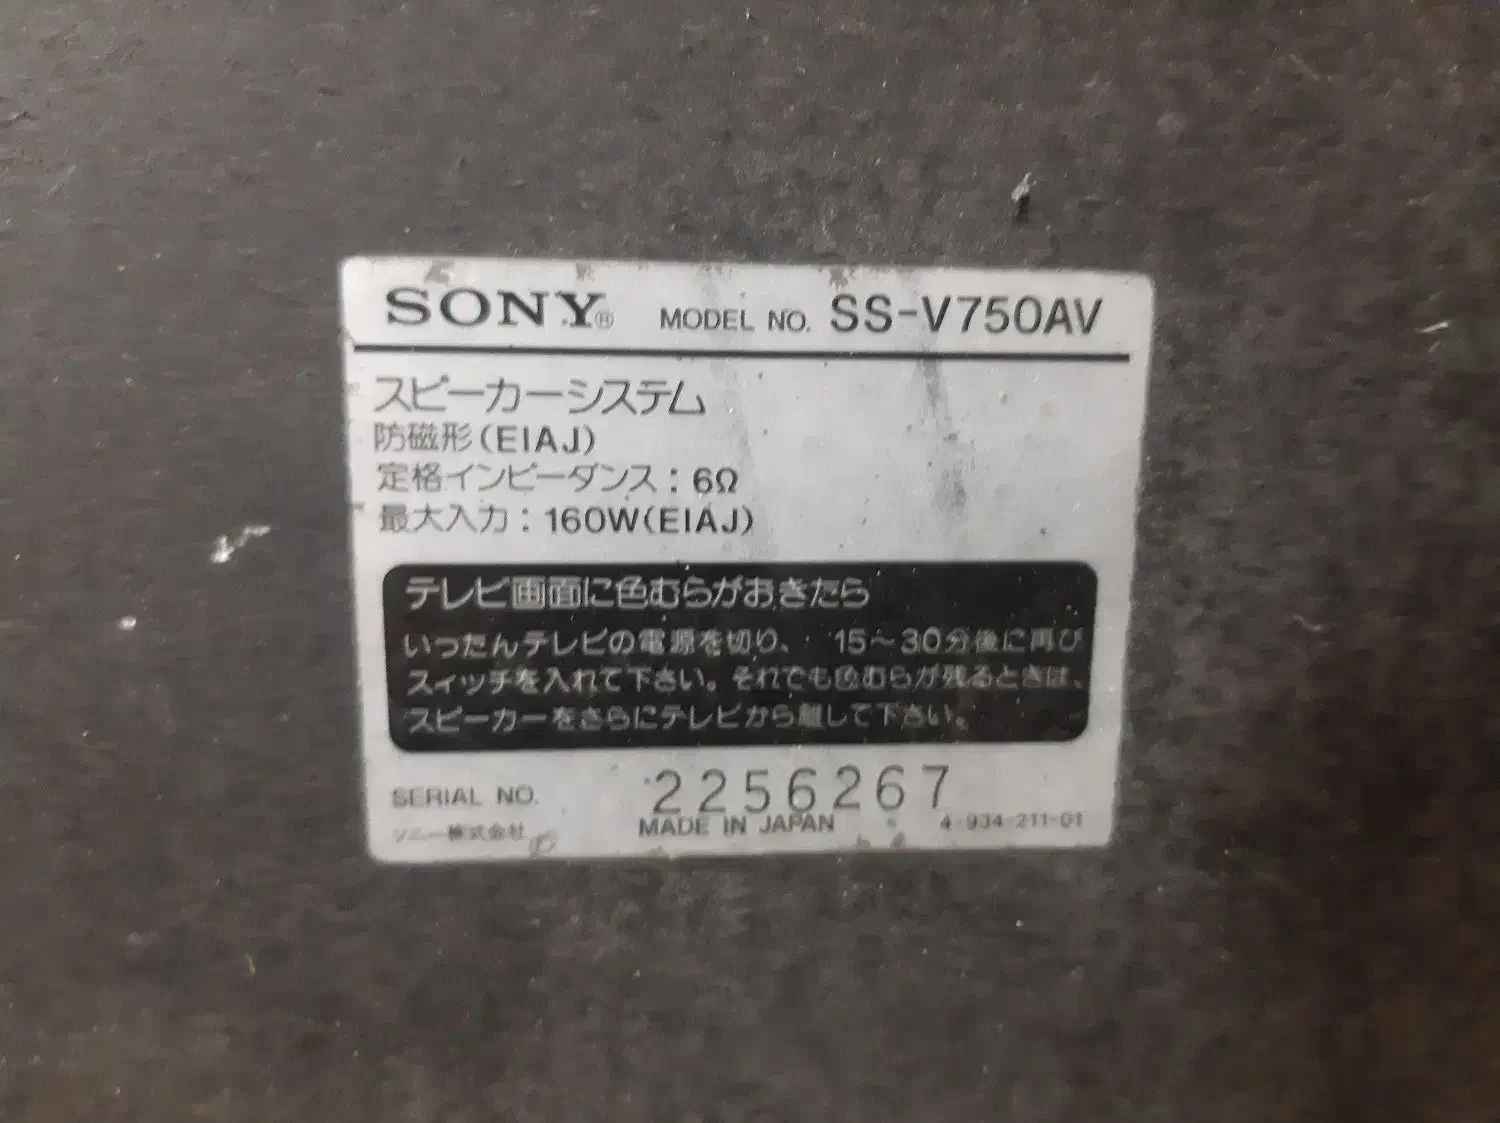 SONY® MODEL NO. SS-V750AV
スピーカーシステム
防磁形(EIAJ)
定格インピーダンス:6Ω
最大入力:160W(EIAJ)
テレビ画面に色むらがおきたら
いったんテレビの電源を切り、 15～30分後に再び
スイッチを入れて下さい。それでも色むらが残るときは、
スピーカーをさらにテレビから離して下さい。
SERIAL NO. 2256267
ソニー株式会社 MADE IN JAPAN 4-934-211-01